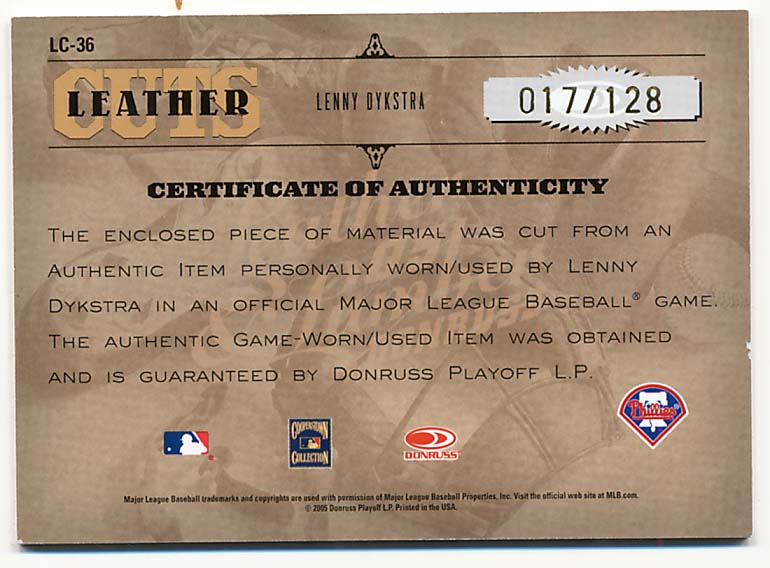 LC-36
CUTS
LEATHER
LENNY DYKSTRA
017/128
CERTIFICATE OF AUTHENTICITY
THE ENCLOSED PIECE OF MATERIAL WAS CUT FROM AN
AUTHENTIC ITEM PERSONALLY WORN/USED BY LENNY
DYKSTRA IN AN OFFICIAL MAJOR LEAGUE BASEBALL® GAME.
THE AUTHENTIC GAME-WORN/USED ITEM WAS OBTAINED
AND IS GUARANTEED BY DONRUSS PLAYOFF L.P.
Phillies
COOPERSTOWN
COLLECTION
DONRUSS
Major League Baseball trademarks and copyrights are used with permission of Major League Baseball Properties, Inc. Visit the official web site at MLB.com.
© 2005 Donruss Playoff L.P. Printed in the USA.